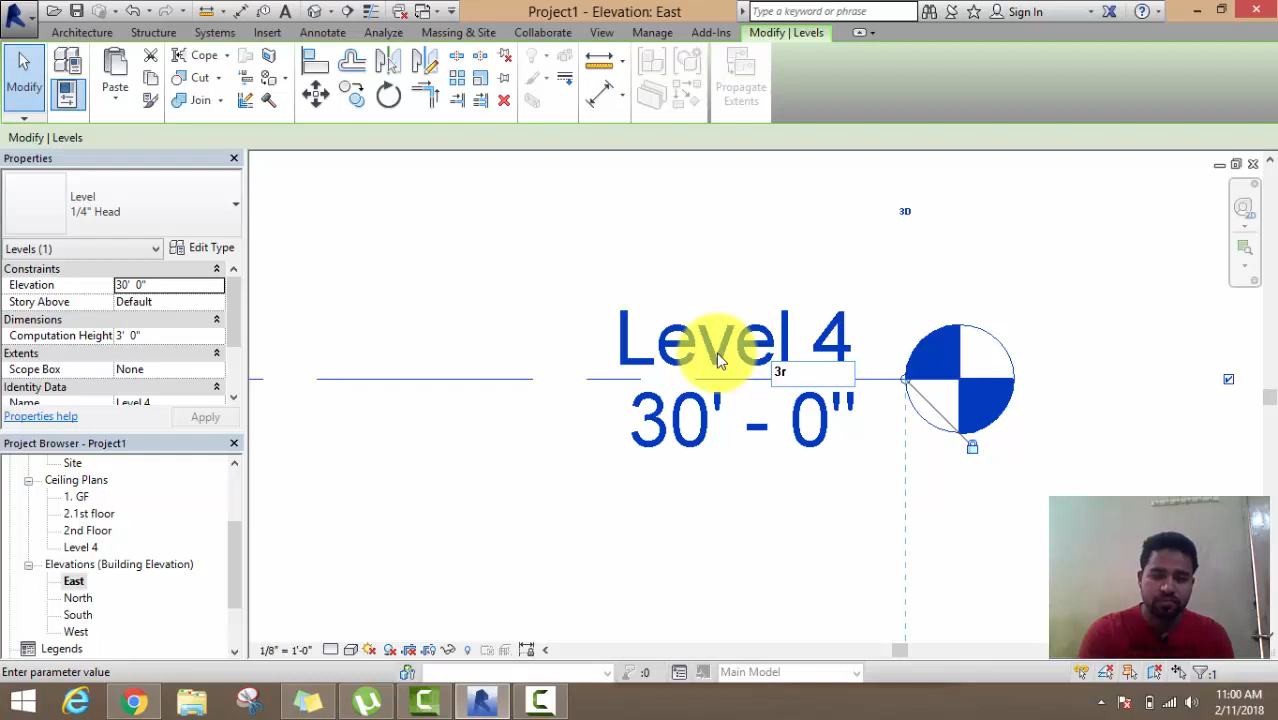 Project1 - Elevation: East
Type a keyword or phrase
Sign In
Architecture Structure Systems Insert Annotate Analyze Massing & Site Collaborate View Manage Add-Ins Modify | Levels
Modify
Paste
Cope
Cut
Join
Propagate
Extents
Modify | Levels
Properties
Level
1/4" Head
Levels (1)
Edit Type
Constraints
Elevation 30' 0"
Story Above Default
Dimensions
Computation Height 3' 0"
Extents
Scope Box None
Identity Data
Name Level 4
Properties help
Apply
Project Browser - Project1
Site
Ceiling Plans
1. GF
2.1st floor
2nd Floor
Level 4
Elevations (Building Elevation)
East
North
South
West
Legends
3D
Level 4
3r
30' - 0"
2D
1/8" = 1'-0"
Enter parameter value
:0
Main Model
:1
11:00 AM
2/11/2018